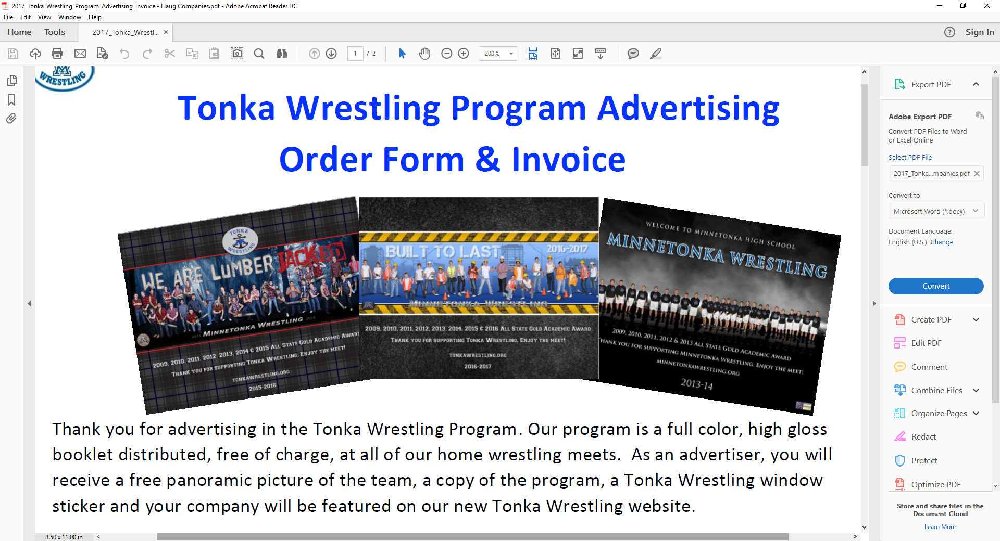 2017_Tonka_Wrestling_Program_Advertising_Invoice - Haug Companies.pdf - Adobe Acrobat Reader DC
File Edit View Window Help
Home Tools 2017_Tonka_Wrestl... × Sign In
1 / 2 200%
M
WRESTLING
Tonka Wrestling Program Advertising
Order Form & Invoice
TONKA
WRESTLING
WE ARE LUMBER JACKED
MINNETONKA WRESTLING
2009, 2010, 2011, 2012, 2013, 2014 & 2015 ALL STATE GOLD ACADEMIC AWAR
THANK YOU FOR SUPPORTING TONKA WRESTLING. ENJOY THE MEET!
TONKAWRESTLING.ORG
2015-2016
BUILT TO LAST 2016-2017
MINNETONKA WRESTLING
2009, 2010, 2011, 2012, 2013, 2014, 2015 & 2016 ALL STATE GOLD ACADEMIC AWARD
THANK YOU FOR SUPPORTING TONKA WRESTLING. ENJOY THE MEET!
TONKAWRESTLING.ORG
2016-2017
WELCOME TO MINNETONKA HIGH SCHOOL
MINNETONKA WRESTLING
2009, 2010, 2011, 2012 & 2013 ALL STATE GOLD ACADEMIC AWARD
THANK YOU FOR SUPPORTING MINNETONKA WRESTLING. ENJOY THE MEET!
MINNETONKAWRESTLING.ORG
2013-14
Thank you for advertising in the Tonka Wrestling Program. Our program is a full color, high gloss
booklet distributed, free of charge, at all of our home wrestling meets.  As an advertiser, you will
receive a free panoramic picture of the team, a copy of the program, a Tonka Wrestling window
sticker and your company will be featured on our new Tonka Wrestling website.
8.50 x 11.00 in
Export PDF
Adobe Export PDF
Convert PDF Files to Word
or Excel Online
Select PDF File
2017_Tonka...mpanies.pdf
Convert to
Microsoft Word (*.docx)
Document Language:
English (U.S.) Change
Convert
Create PDF
Edit PDF
Comment
Combine Files
Organize Pages
Redact
Protect
Optimize PDF
Store and share files in the
Document Cloud
Learn More